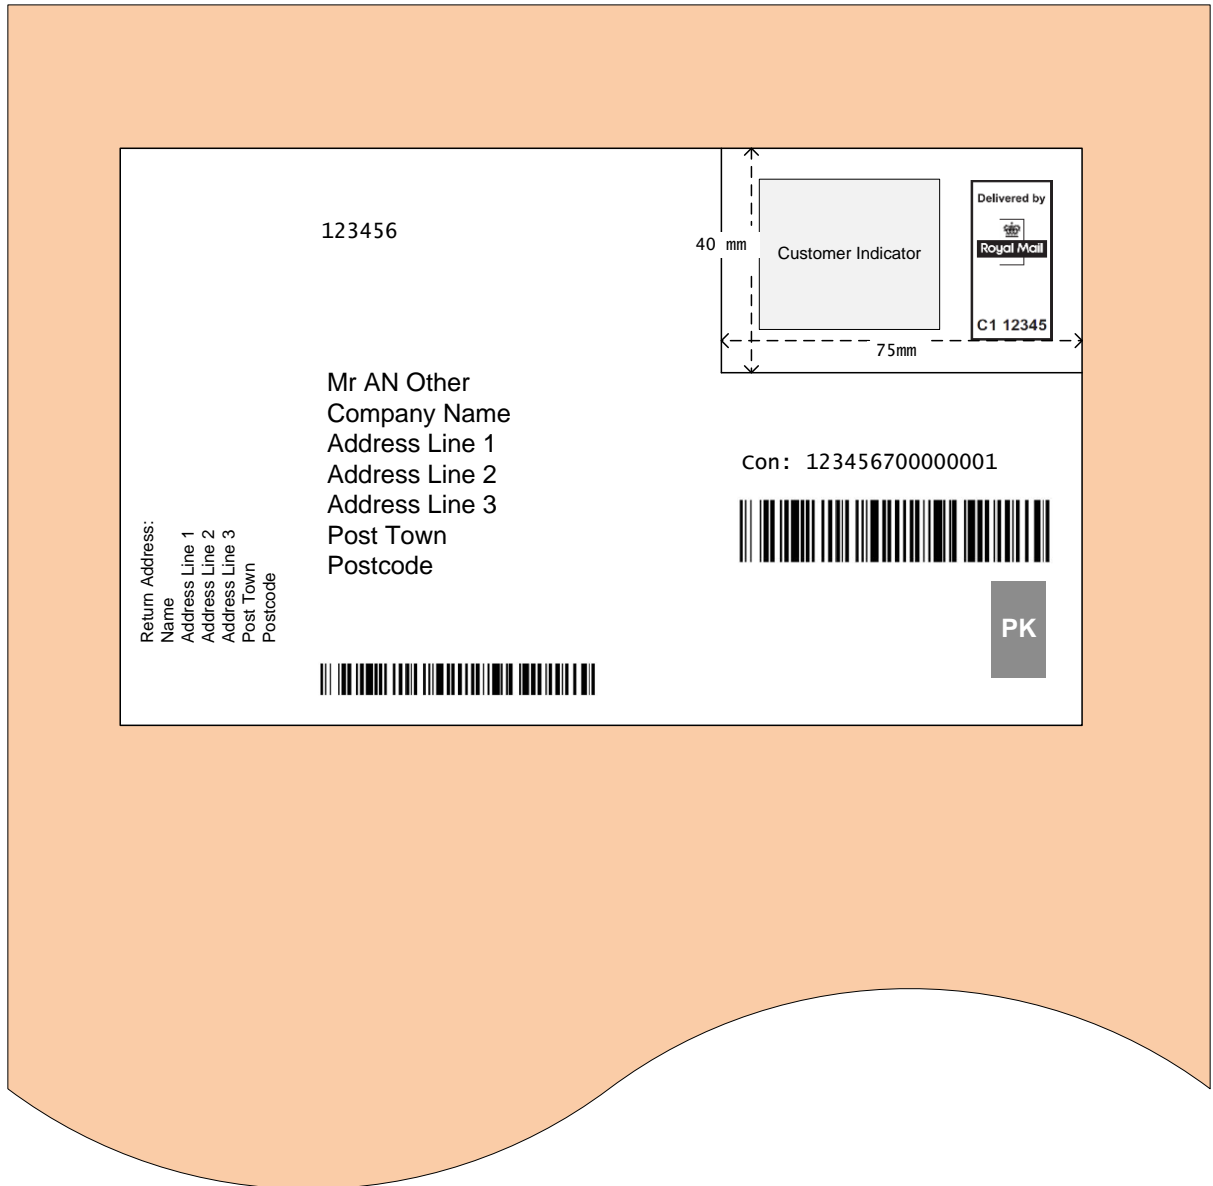 123456
40 mm
Customer Indicator
Delivered by
Royal Mail
C1 12345
75mm
Mr AN Other
Company Name
Address Line 1
Address Line 2
Address Line 3
Post Town
Postcode
Con: 123456700000001
Return Address:
Name
Address Line 1
Address Line 2
Address Line 3
Post Town
Postcode
PK